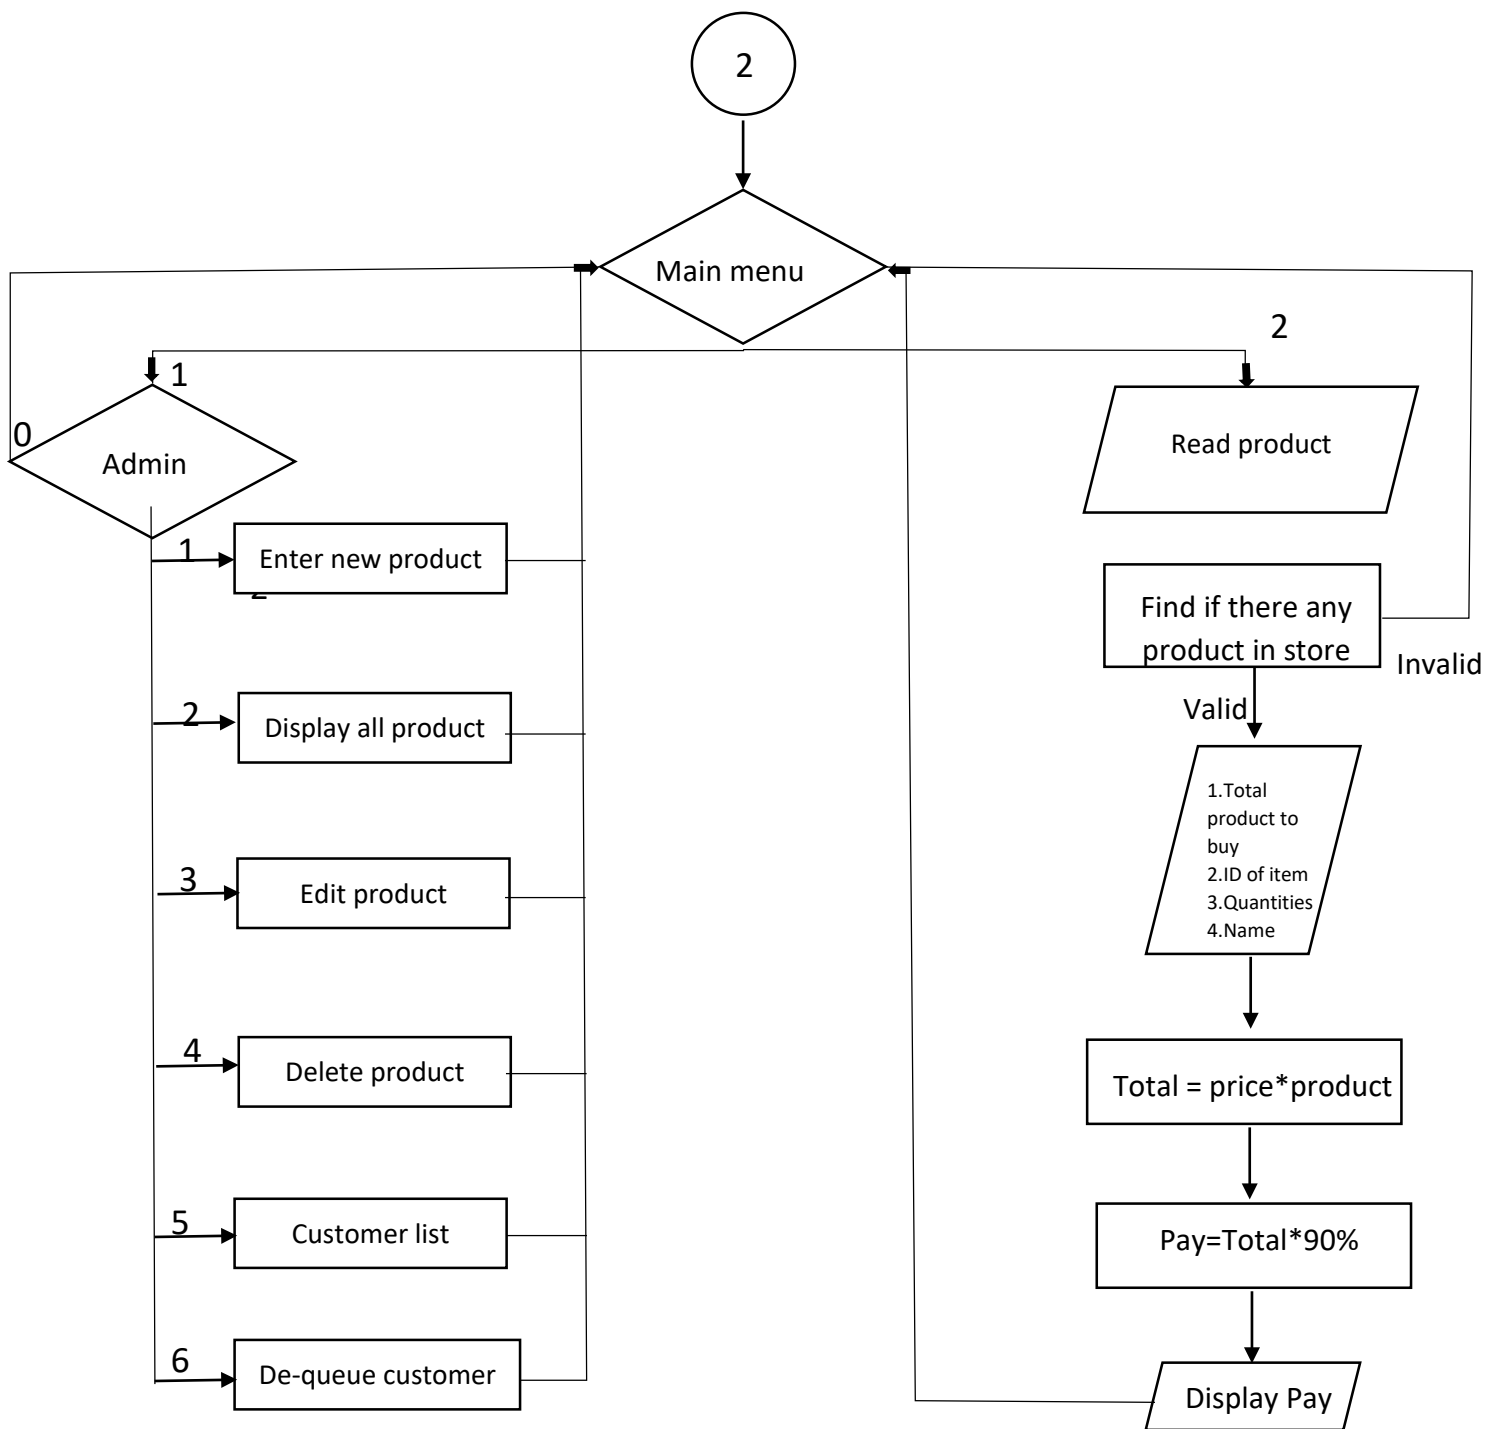 2
Main menu
2
1
0
Admin
Read product
1
Enter new product
Find if there any
product in store
Invalid
2
Display all product
Valid
1.Total
product to
buy
2.ID of item
3.Quantities
4.Name
3
Edit product
4
Delete product
Total = price*product
5
Customer list
Pay=Total*90%
6
De-queue customer
Display Pay